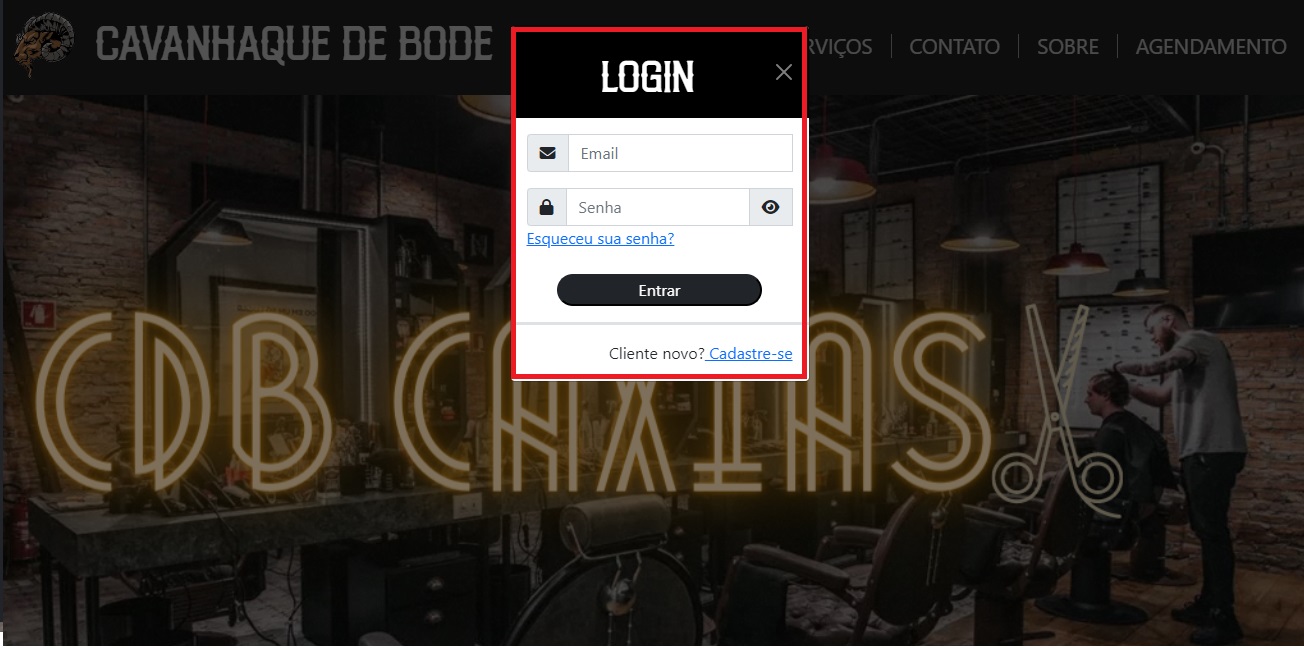 CAVANHAQUE DE BODE
CONTATO
SOBRE
AGENDAMENTO
LOGIN
Email
Senha
Esqueceu sua senha?
Entrar
Cliente novo? Cadastre-se
CDB CAXIAS